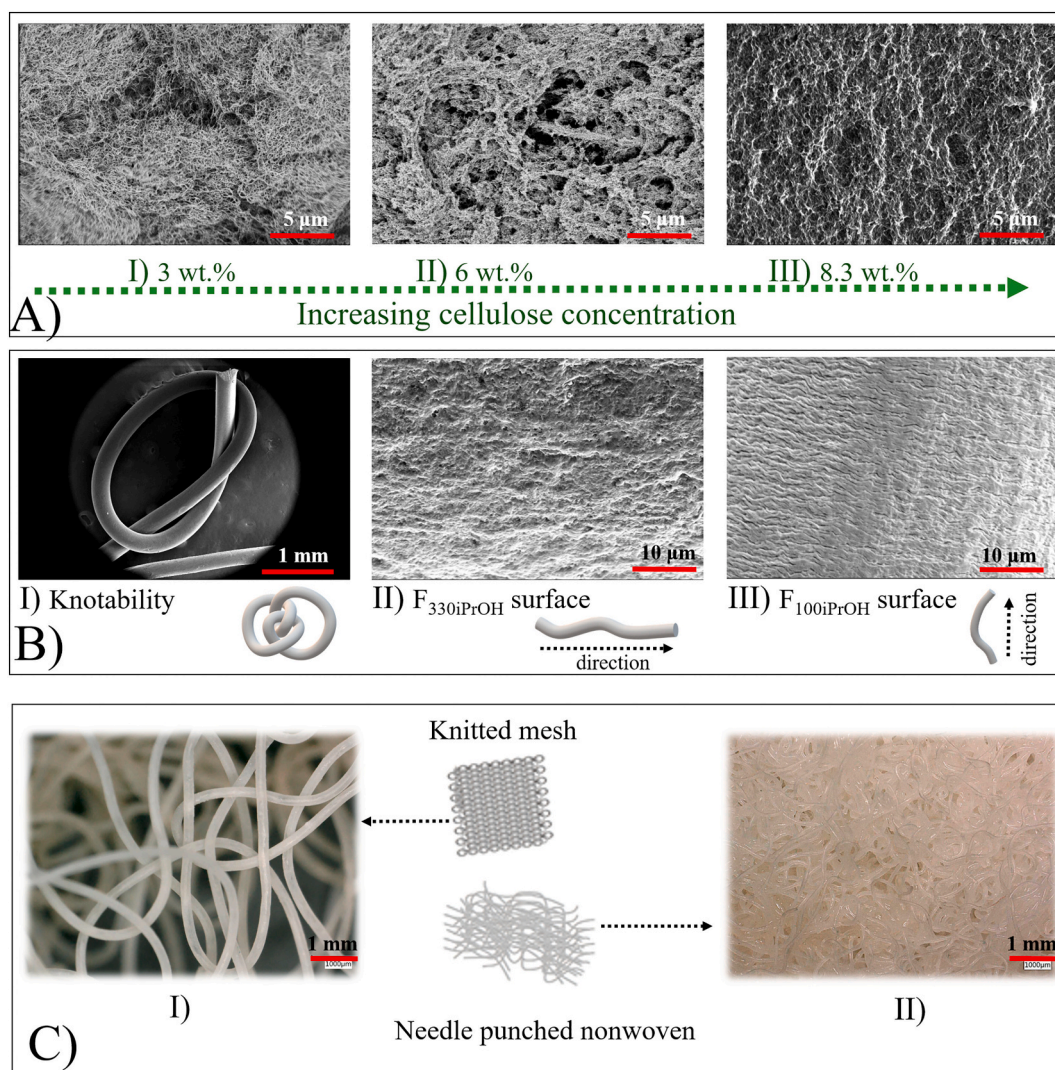 5 μm
5 μm
5 μm
I) 3 wt.%
II) 6 wt.%
III) 8.3 wt.%
A)
Increasing cellulose concentration
1 mm
10 μm
10 μm
I) Knotability
II) F330iPrOH surface
III) F100iPrOH surface
B)
direction
direction
Knitted mesh
1 mm
1000μm
1 mm
1000μm
I)
II)
Needle punched nonwoven
C)